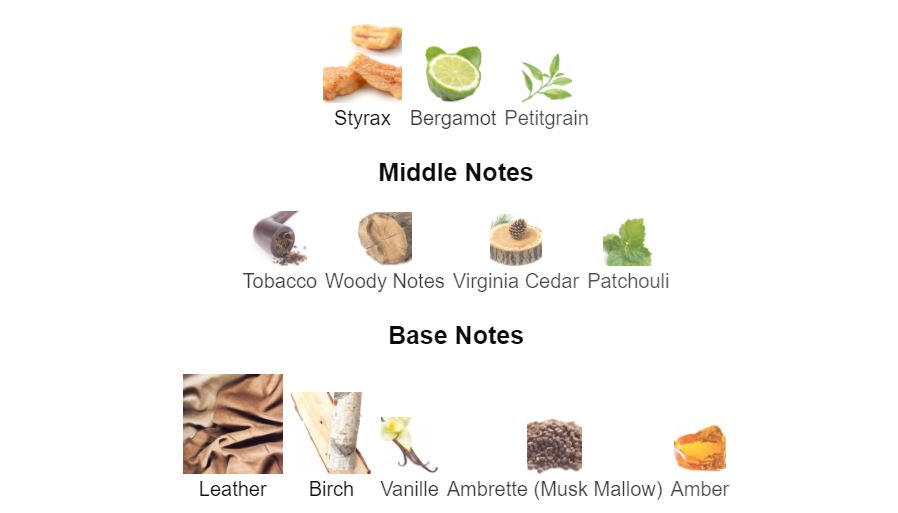 Styrax Bergamot Petitgrain
Middle Notes
Tobacco Woody Notes Virginia Cedar Patchouli
Base Notes
Leather Birch Vanille Ambrette (Musk Mallow) Amber